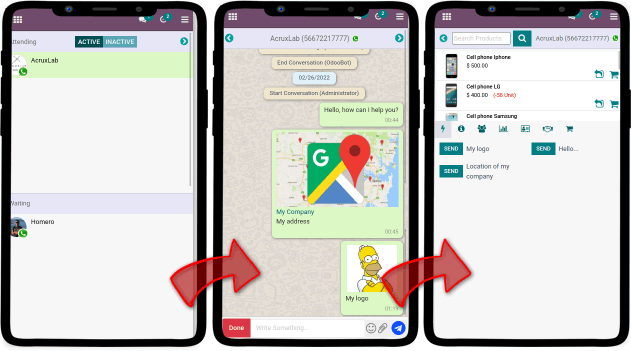 Attending
ACTIVE INACTIVE
AcruxLab
Waiting
Homero
AcruxLab (56672217777)
End Conversation (OdooBot)
02/26/2022
Start Conversation (Administrator)
Hello, how can I help you?
00:44
G
My Company
My address
00:45
My logo
Done
Write Something...
Search Products
AcruxLab (56672217777)
Cell phone Iphone
$ 500.00
Cell phone LG
$ 400.00 (-58 Unit)
Cell phone Samsung
SEND My logo
SEND Hello...
SEND Location of my
company